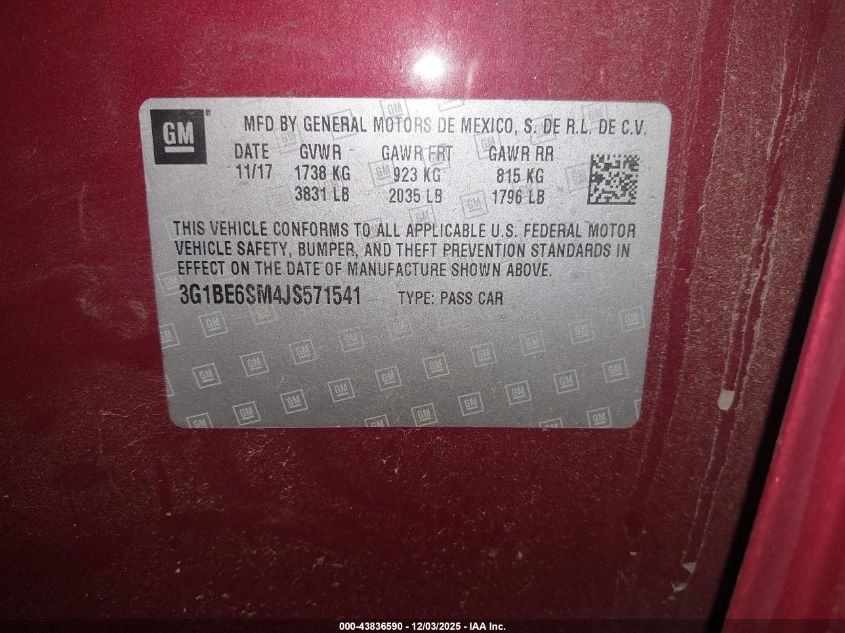 GM ® MFD BY GENERAL MOTORS DE MEXICO, S. DE R.L. DE C.V.
DATE GVWR GAWR FRT GAWR RR
11/17 1738 KG 923 KG 815 KG
3831 LB 2035 LB 1796 LB
THIS VEHICLE CONFORMS TO ALL APPLICABLE U.S. FEDERAL MOTOR
VEHICLE SAFETY, BUMPER, AND THEFT PREVENTION STANDARDS IN
EFFECT ON THE DATE OF MANUFACTURE SHOWN ABOVE.
3G1BE6SM4JS571541 TYPE: PASS CAR
000-43836590 - 12/03/2025 - IAA Inc.